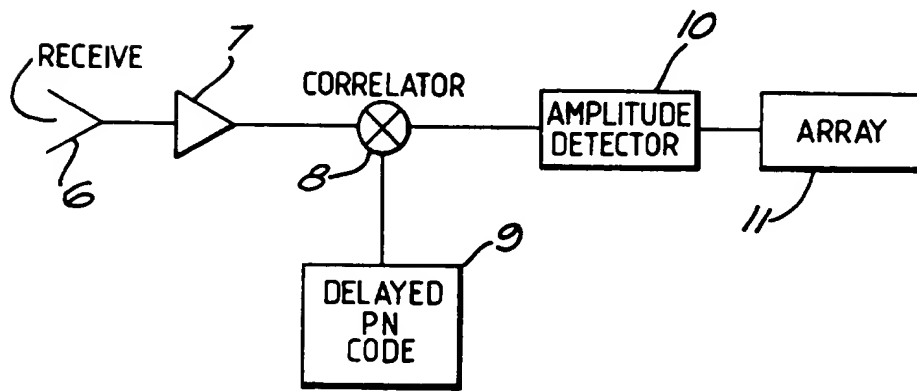 RECEIVE
6
7
CORRELATOR
8
DELAYED
PN
CODE
9
AMPLITUDE
DETECTOR
10
ARRAY
11